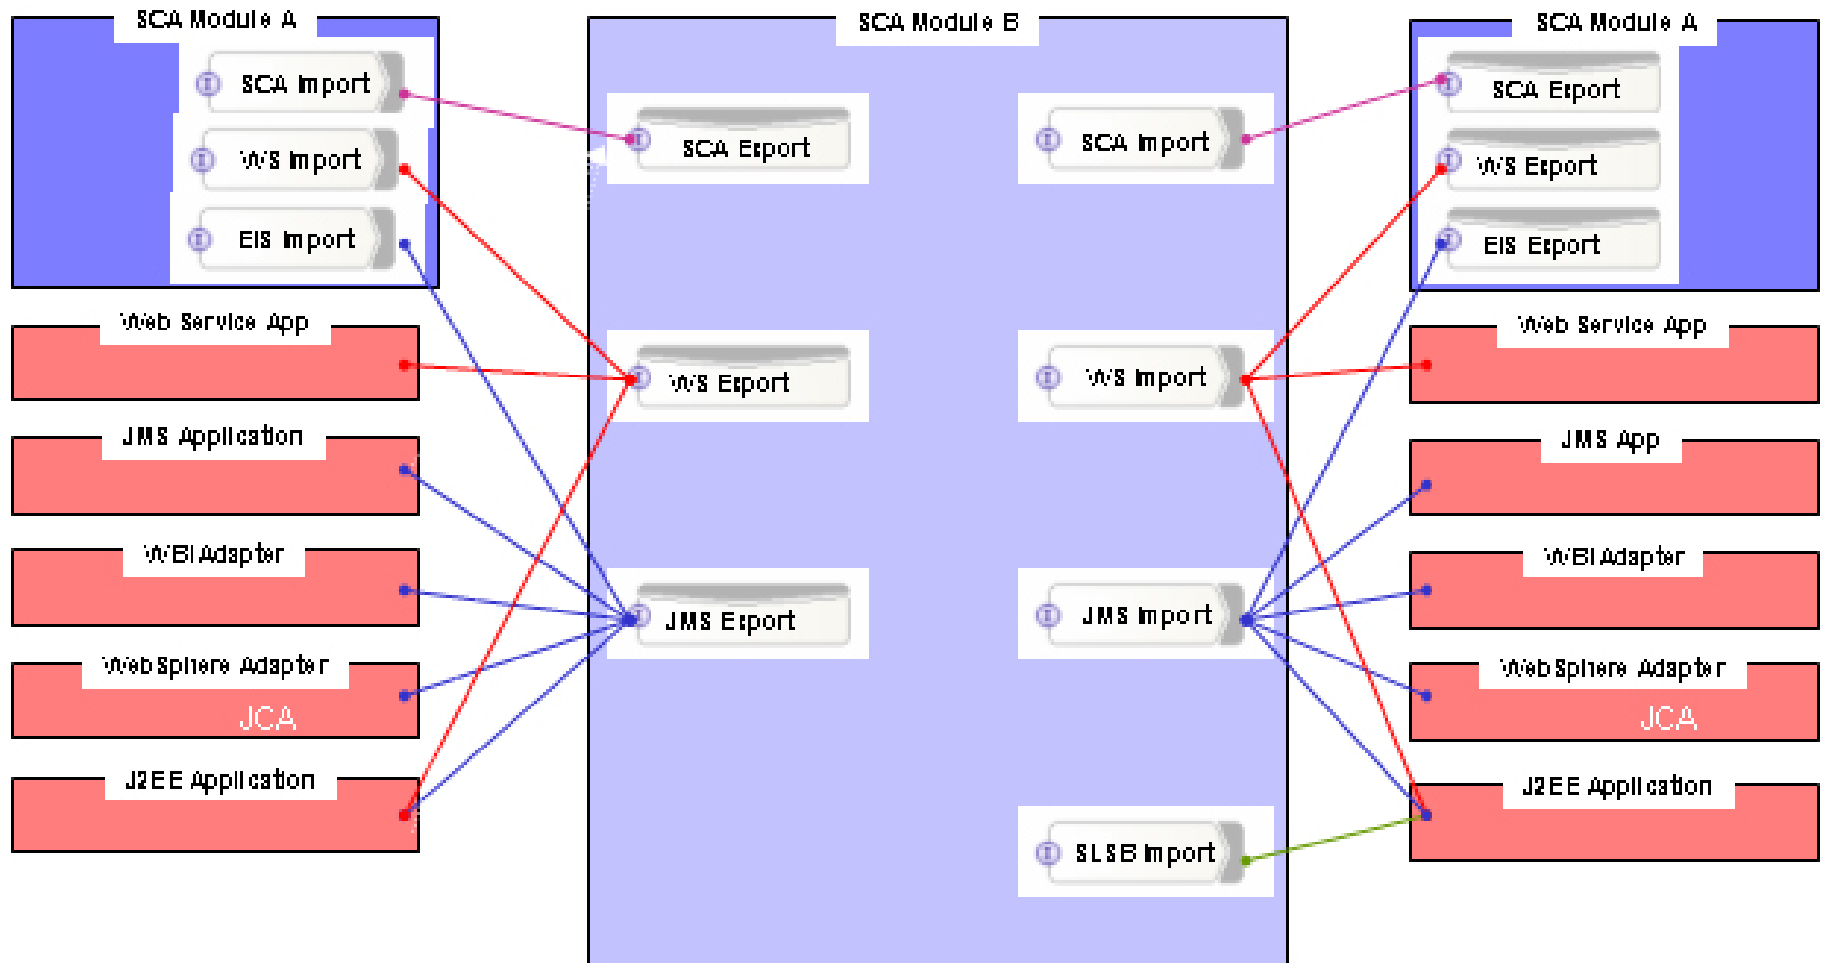 SCA Module A
SCA Import
WS Import
EIS Import
Web Service App
JMS Application
WBI Adapter
WebSphere Adapter
JCA
J2EE Application
SCA Module B
SCA Export
WS Export
JMS Export
SCA Import
WS Import
JMS Import
SLSB Import
SCA Module A
SCA Export
WS Export
EIS Export
Web Service App
JMS App
WBI Adapter
WebSphere Adapter
JCA
J2EE Application